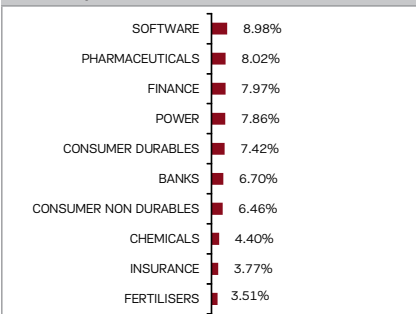 SOFTWARE 8.98%
PHARMACEUTICALS 8.02%
FINANCE 7.97%
POWER 7.86%
CONSUMER DURABLES 7.42%
BANKS 6.70%
CONSUMER NON DURABLES 6.46%
CHEMICALS 4.40%
INSURANCE 3.77%
FERTILISERS 3.51%